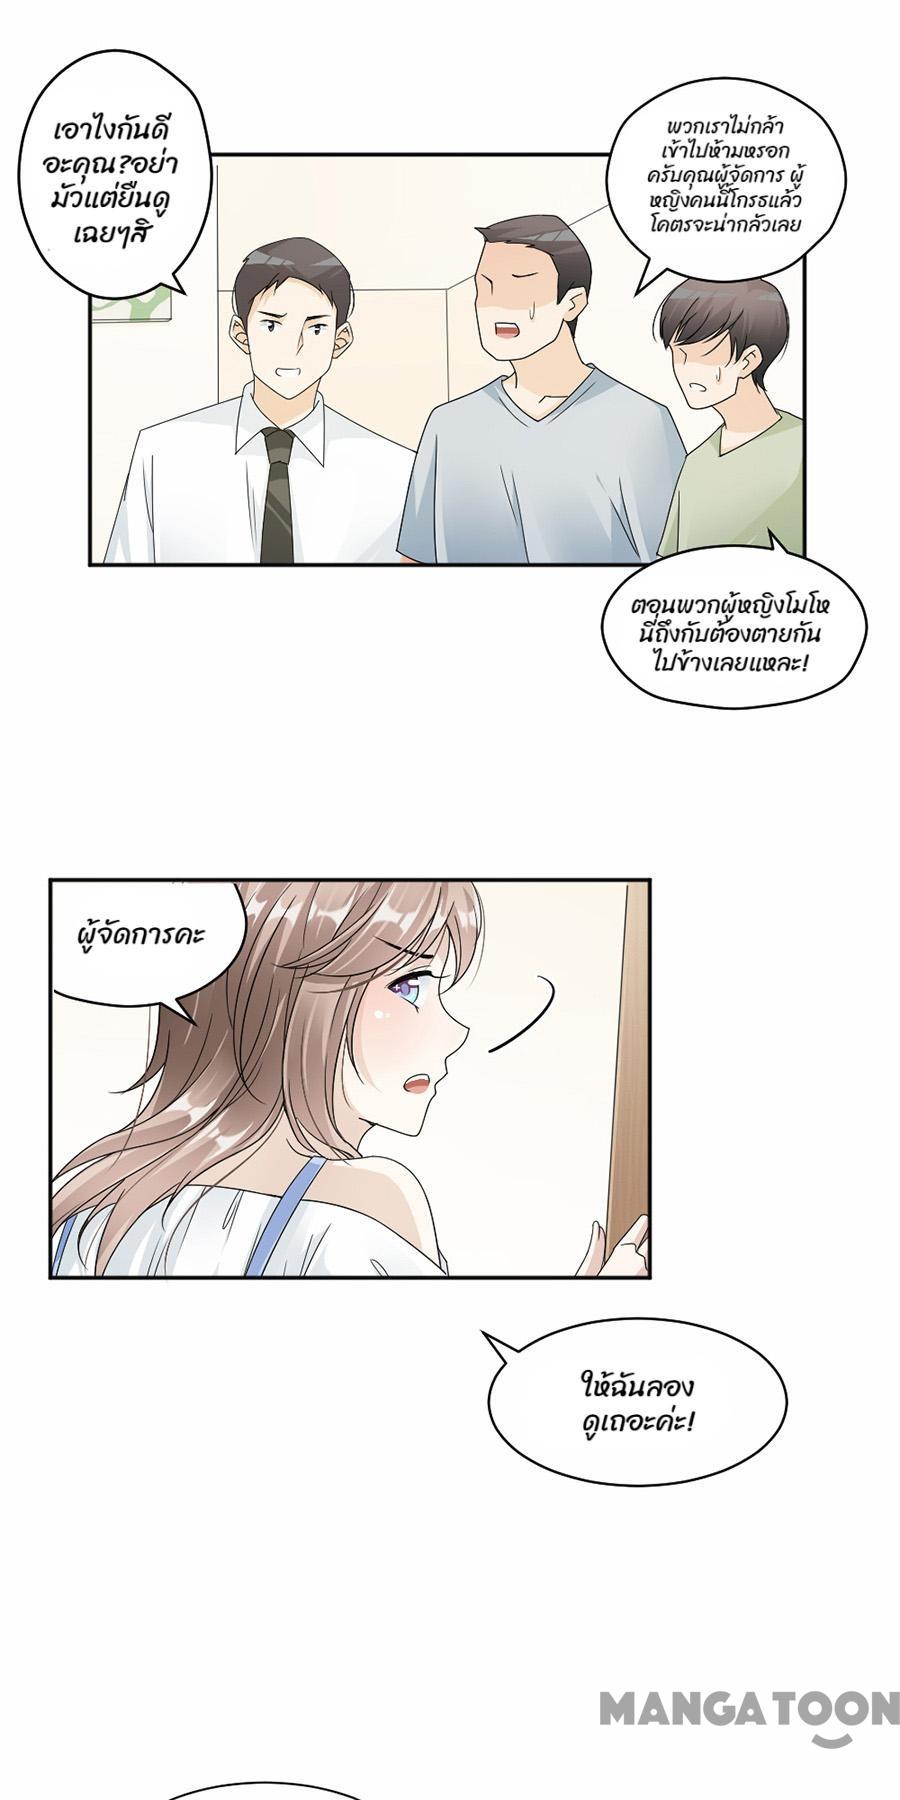 เอาไงกันดี
อะคุณ?อย่า
มัวแต่ยืนดู
เฉยๆสิ
พวกเราไม่กล้า
เข้าไปห้ามหรอก
ครับคุณผู้จัดการ ผู้
หญิงคนนี้โกรธแล้ว
โคตรจะน่ากลัวเลย
ตอนพวกผู้หญิงโมโห
นี่ถึงกับต้องตายกัน
ไปข้างเลยแหละ!
ผู้จัดการคะ
ให้ฉันลอง
ดูเถอะค่ะ!
MANGATOON